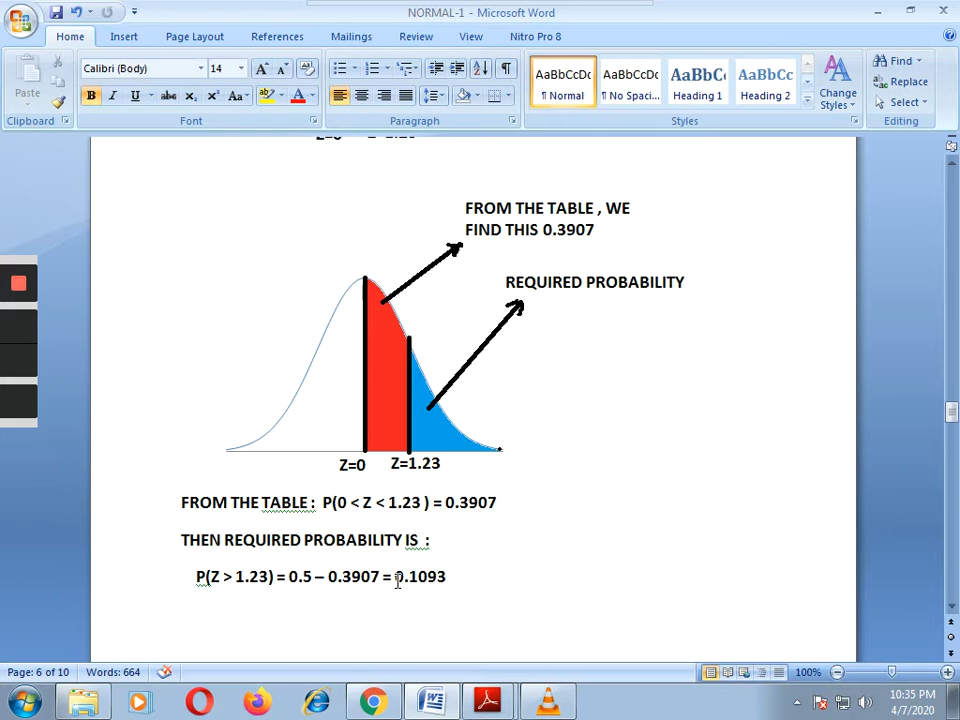 NORMAL-1 - Microsoft Word
Home Insert Page Layout References Mailings Review View Nitro Pro 8
Paste
Calibri (Body) 14
AaBbCcDc AaBbCcDc AaBbCc AaBbCc
¶ Normal ¶ No Spaci... Heading 1 Heading 2
Change Styles
Find
Replace
Select
Clipboard Font Paragraph Styles Editing
FROM THE TABLE , WE
FIND THIS 0.3907
REQUIRED PROBABILITY
Z=0 Z=1.23
FROM THE TABLE : P(0 < Z < 1.23 ) = 0.3907
THEN REQUIRED PROBABILITY IS :
P(Z > 1.23) = 0.5 – 0.3907 = 0.1093
Page: 6 of 10 Words: 664 100%
10:35 PM
4/7/2020